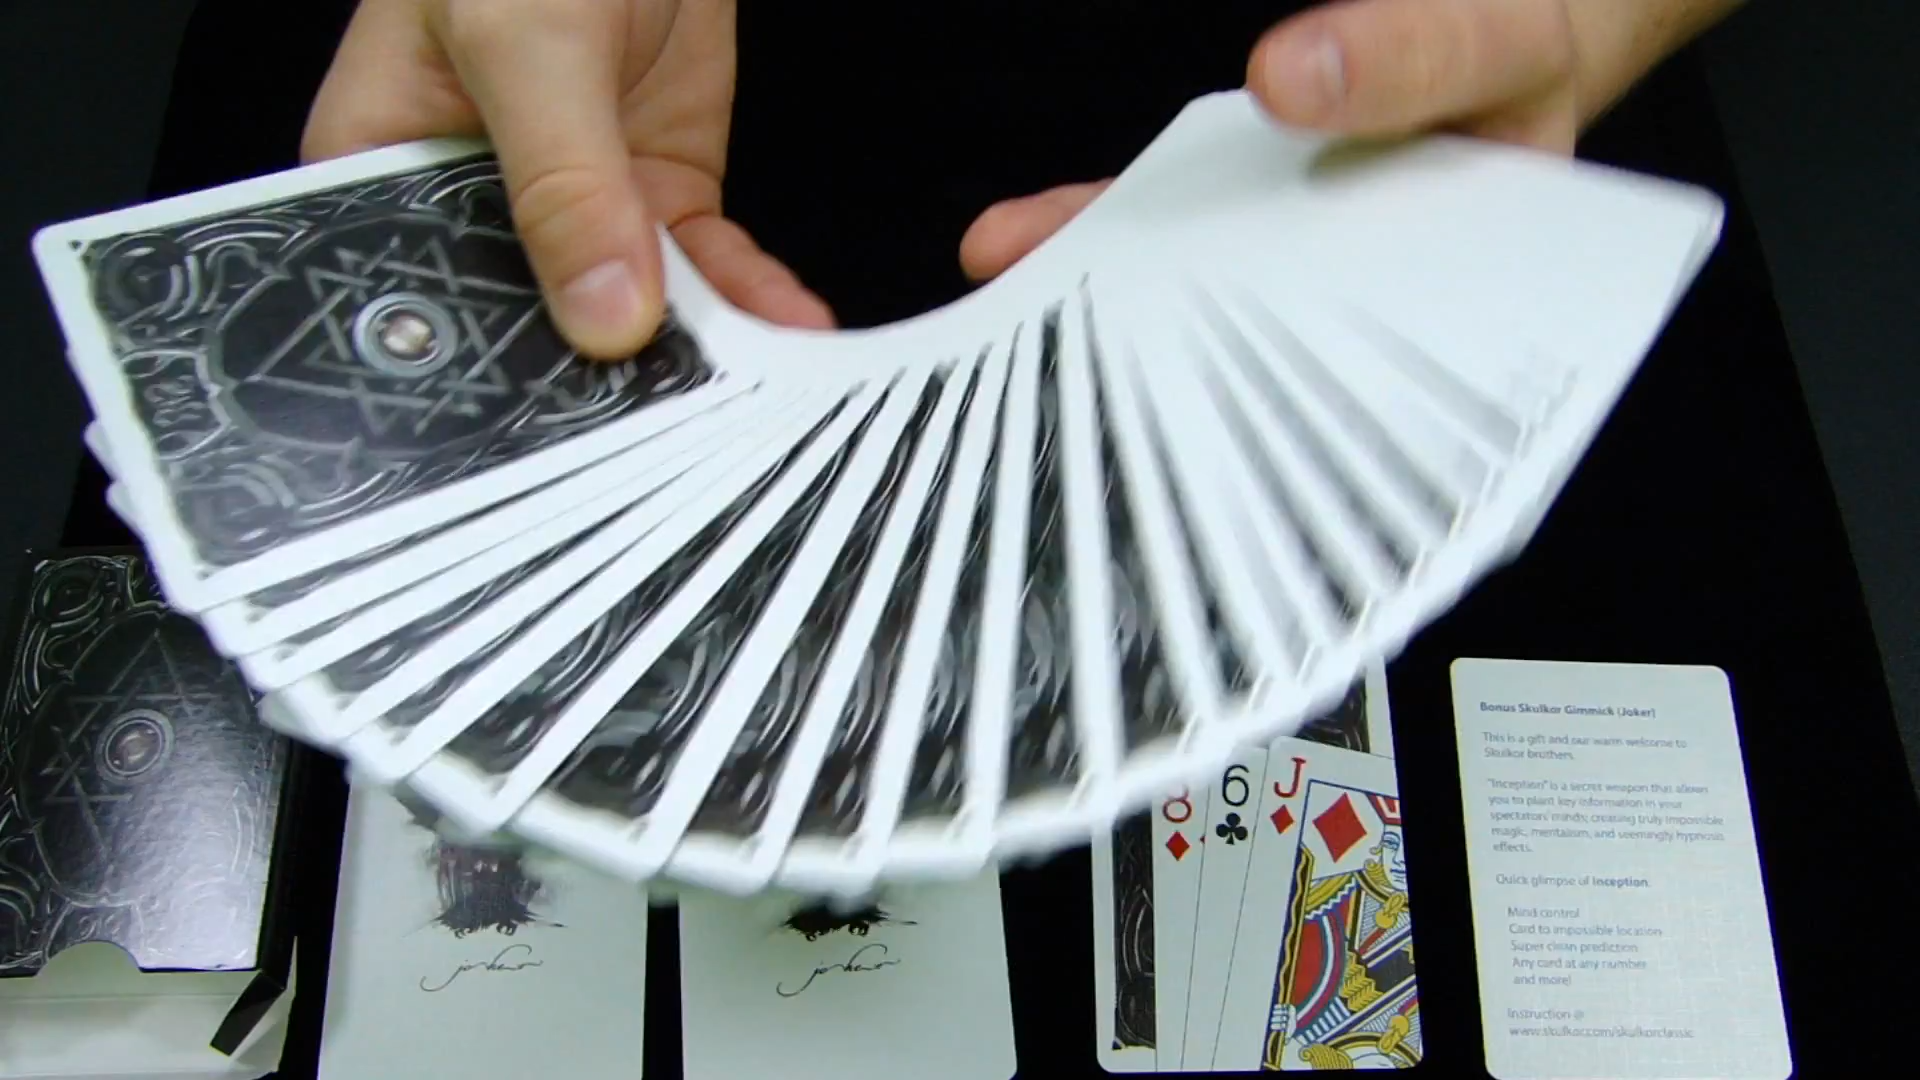 joker
joker
8
6
J
Bonus Skulkor Gimmick (Joker)
This is a gift and our warm welcome to
Skulkor brothers.
"Inception" is a secret weapon that allows
you to plant key information in your
spectators' minds; creating truly impossible
magic, mentalism, and seemingly hypnosis
effects.
Quick glimpse of Inception.
Mind control
Card to impossible location
Super clean prediction
Any card at any number
and more!
Instruction @
www.skulkor.com/skulkorclassic